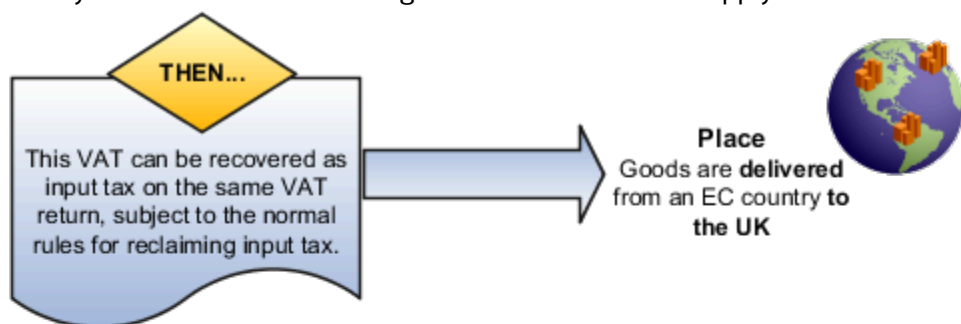 THEN...
This VAT can be recovered as
input tax on the same VAT
return, subject to the normal
rules for reclaiming input tax.
Place
Goods are delivered
from an EC country to
the UK